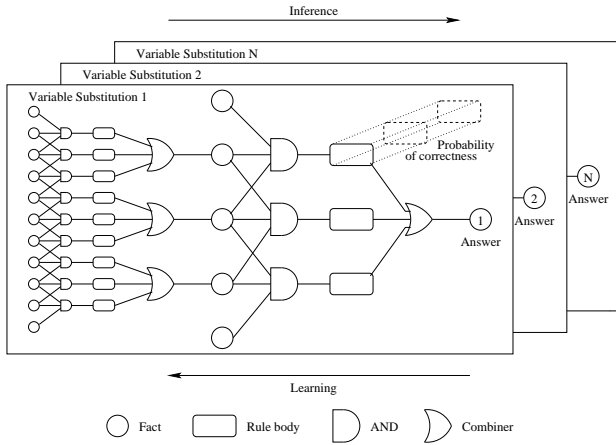 Inference
Variable Substitution N
Variable Substitution 2
Variable Substitution 1
Probability
of correctness
N
Answer
2
Answer
1
Answer
Learning
Fact
Rule body
AND
Combiner